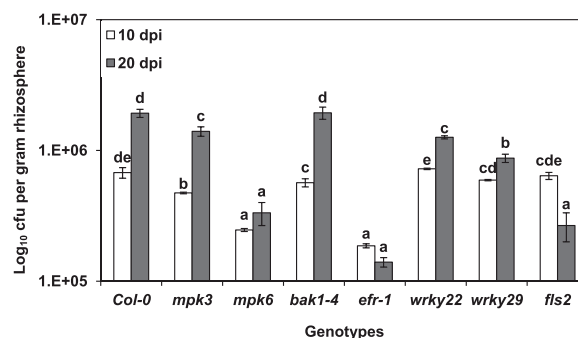 1.E+07
1.E+06
1.E+05
Log10 cfu per gram rhizosphere
10 dpi
20 dpi
de d b c a a c d a a e c cd b cde a
Col-0 mpk3 mpk6 bak1-4 efr-1 wrky22 wrky29 fls2
Genotypes